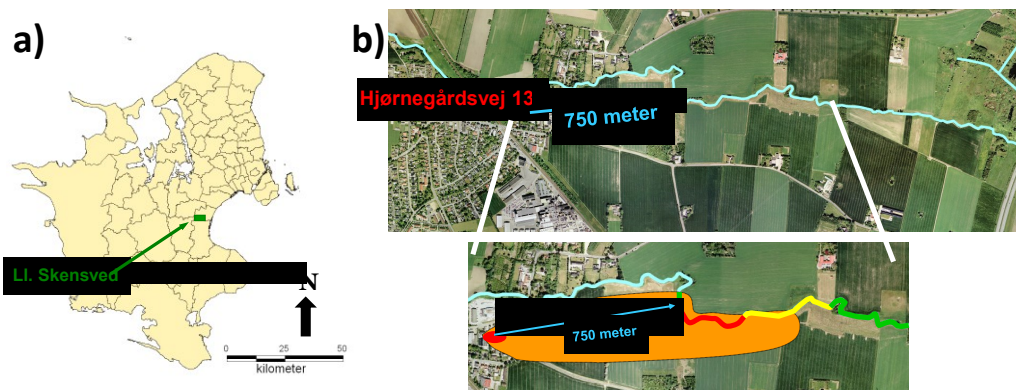 a)
Ll. Skensved
N
0 25 50
kilometer
b)
Hjørnegårdsvej 13
750 meter
750 meter